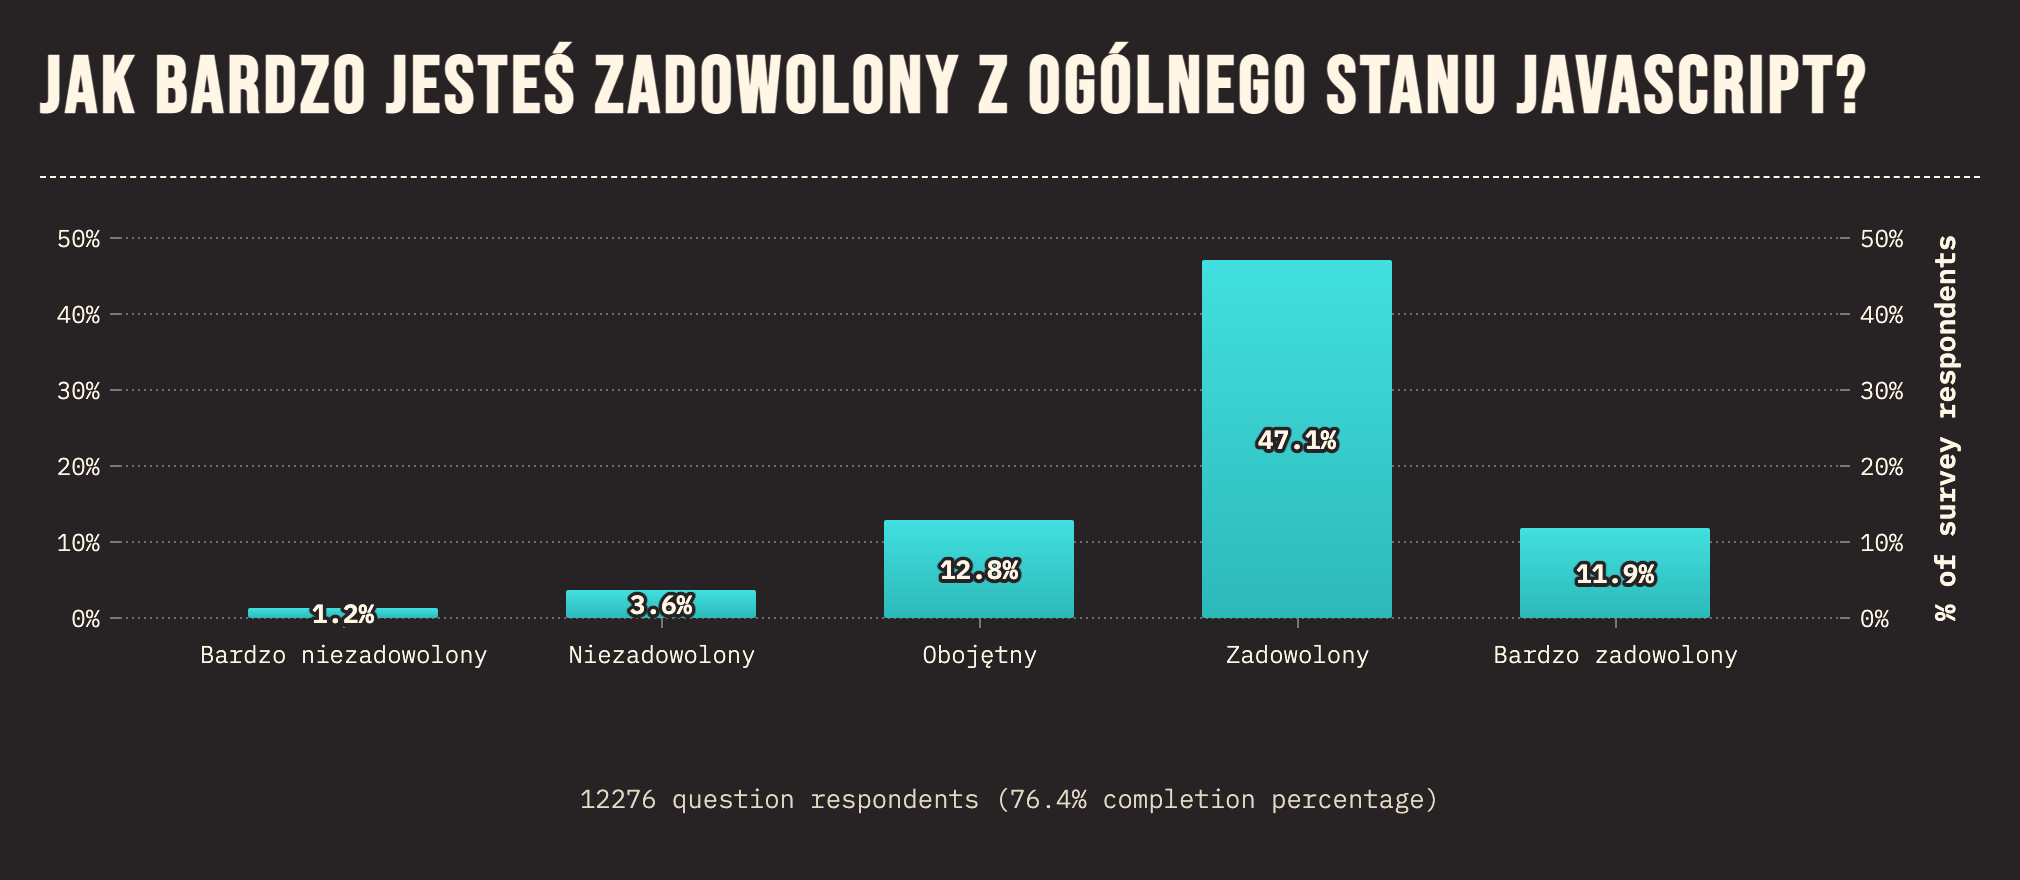 JAK BARDZO JESTEŚ ZADOWOLONY Z OGÓLNEGO STANU JAVASCRIPT?
50% 50%
40% 40%
30% 30%
20% 20%
10% 10%
0% 0%
% of survey respondents
1.2% 3.6% 12.8% 47.1% 11.9%
Bardzo niezadowolony Niezadowolony Obojętny Zadowolony Bardzo zadowolony
12276 question respondents (76.4% completion percentage)